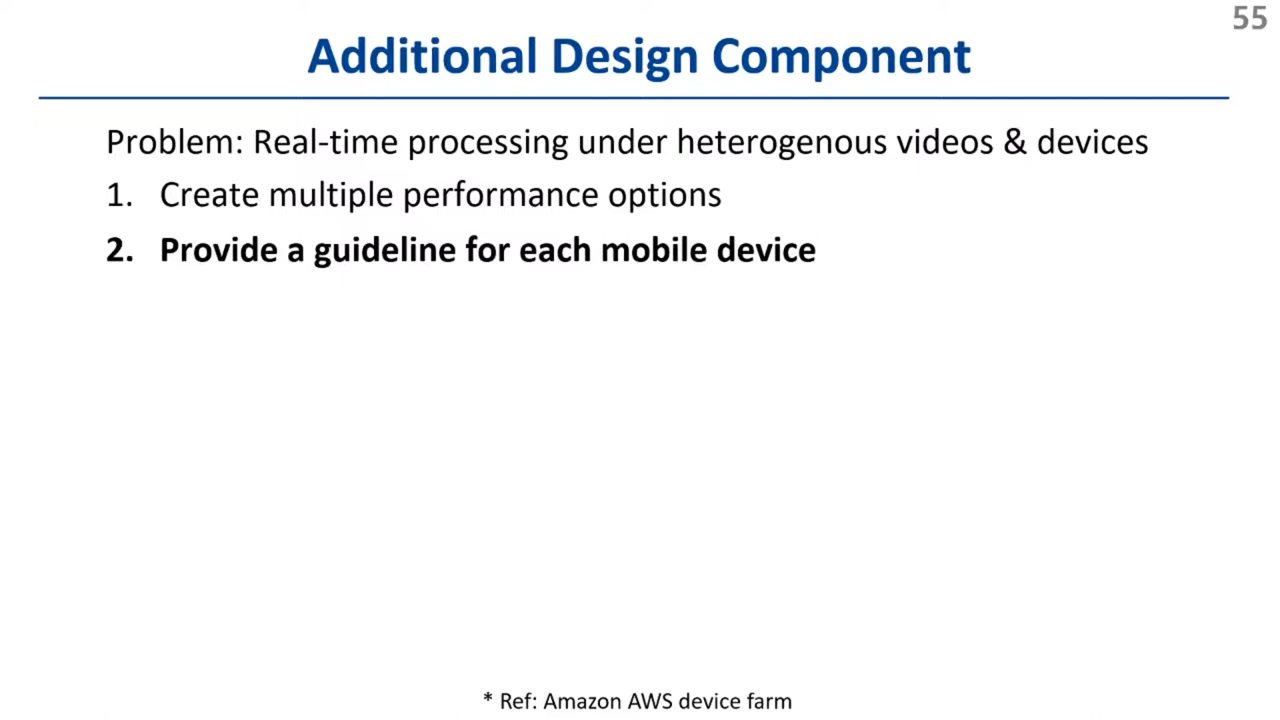 55
Additional Design Component
Problem: Real-time processing under heterogenous videos & devices
1. Create multiple performance options
2. Provide a guideline for each mobile device
* Ref: Amazon AWS device farm